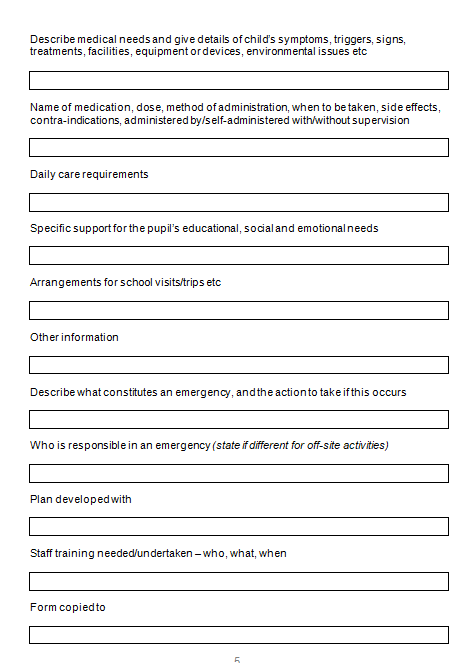 Describe medical needs and give details of child's symptoms, triggers, signs,
treatments, facilities, equipment or devices, environmental issues etc
Name of medication, dose, method of administration, when to be taken, side effects,
contra-indications, administered by/self-administered with/without supervision
Daily care requirements
Specific support for the pupil's educational, social and emotional needs
Arrangements for school visits/trips etc
Other information
Describe what constitutes an emergency, and the action to take if this occurs
Who is responsible in an emergency (state if different for off-site activities)
Plan developed with
Staff training needed/undertaken – who, what, when
Form copied to
5